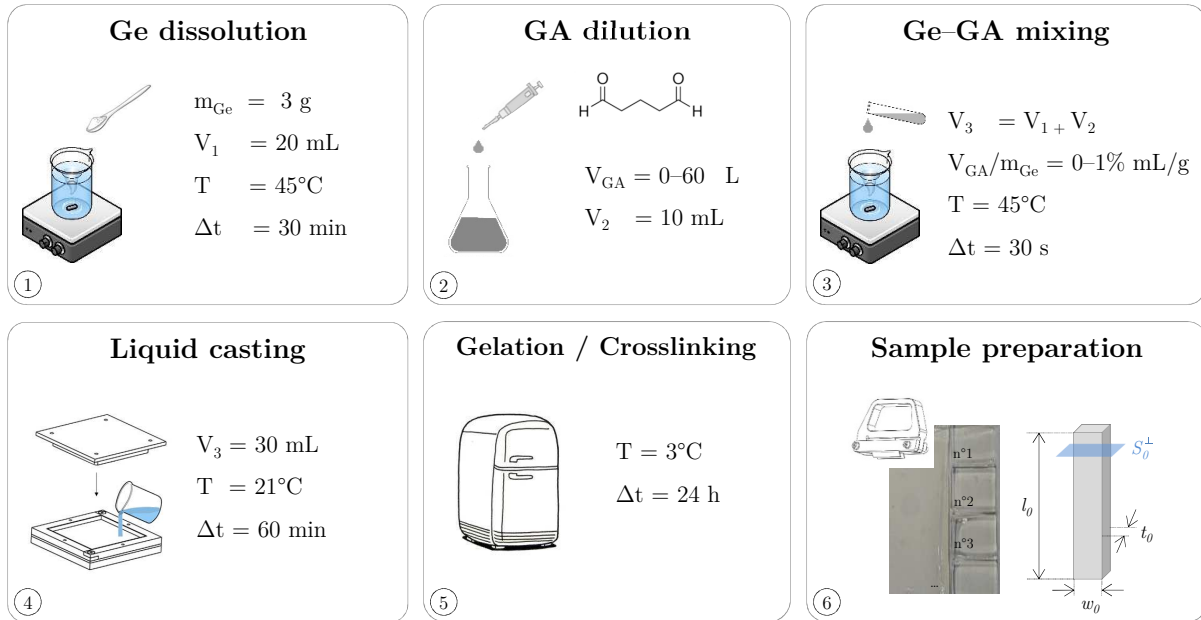 Ge dissolution
m_Ge = 3 g
V_1 = 20 mL
T = 45°C
Δt = 30 min
1
GA dilution
O O
H H
V_GA = 0–60 L
V_2 = 10 mL
2
Ge–GA mixing
V_3 = V_1 + V_2
V_GA/m_Ge = 0–1% mL/g
T = 45°C
Δt = 30 s
3
Liquid casting
V_3 = 30 mL
T = 21°C
Δt = 60 min
4
Gelation / Crosslinking
T = 3°C
Δt = 24 h
5
Sample preparation
n°1
n°2
n°3
...
S_0^⊥
l_0
t_0
w_0
6